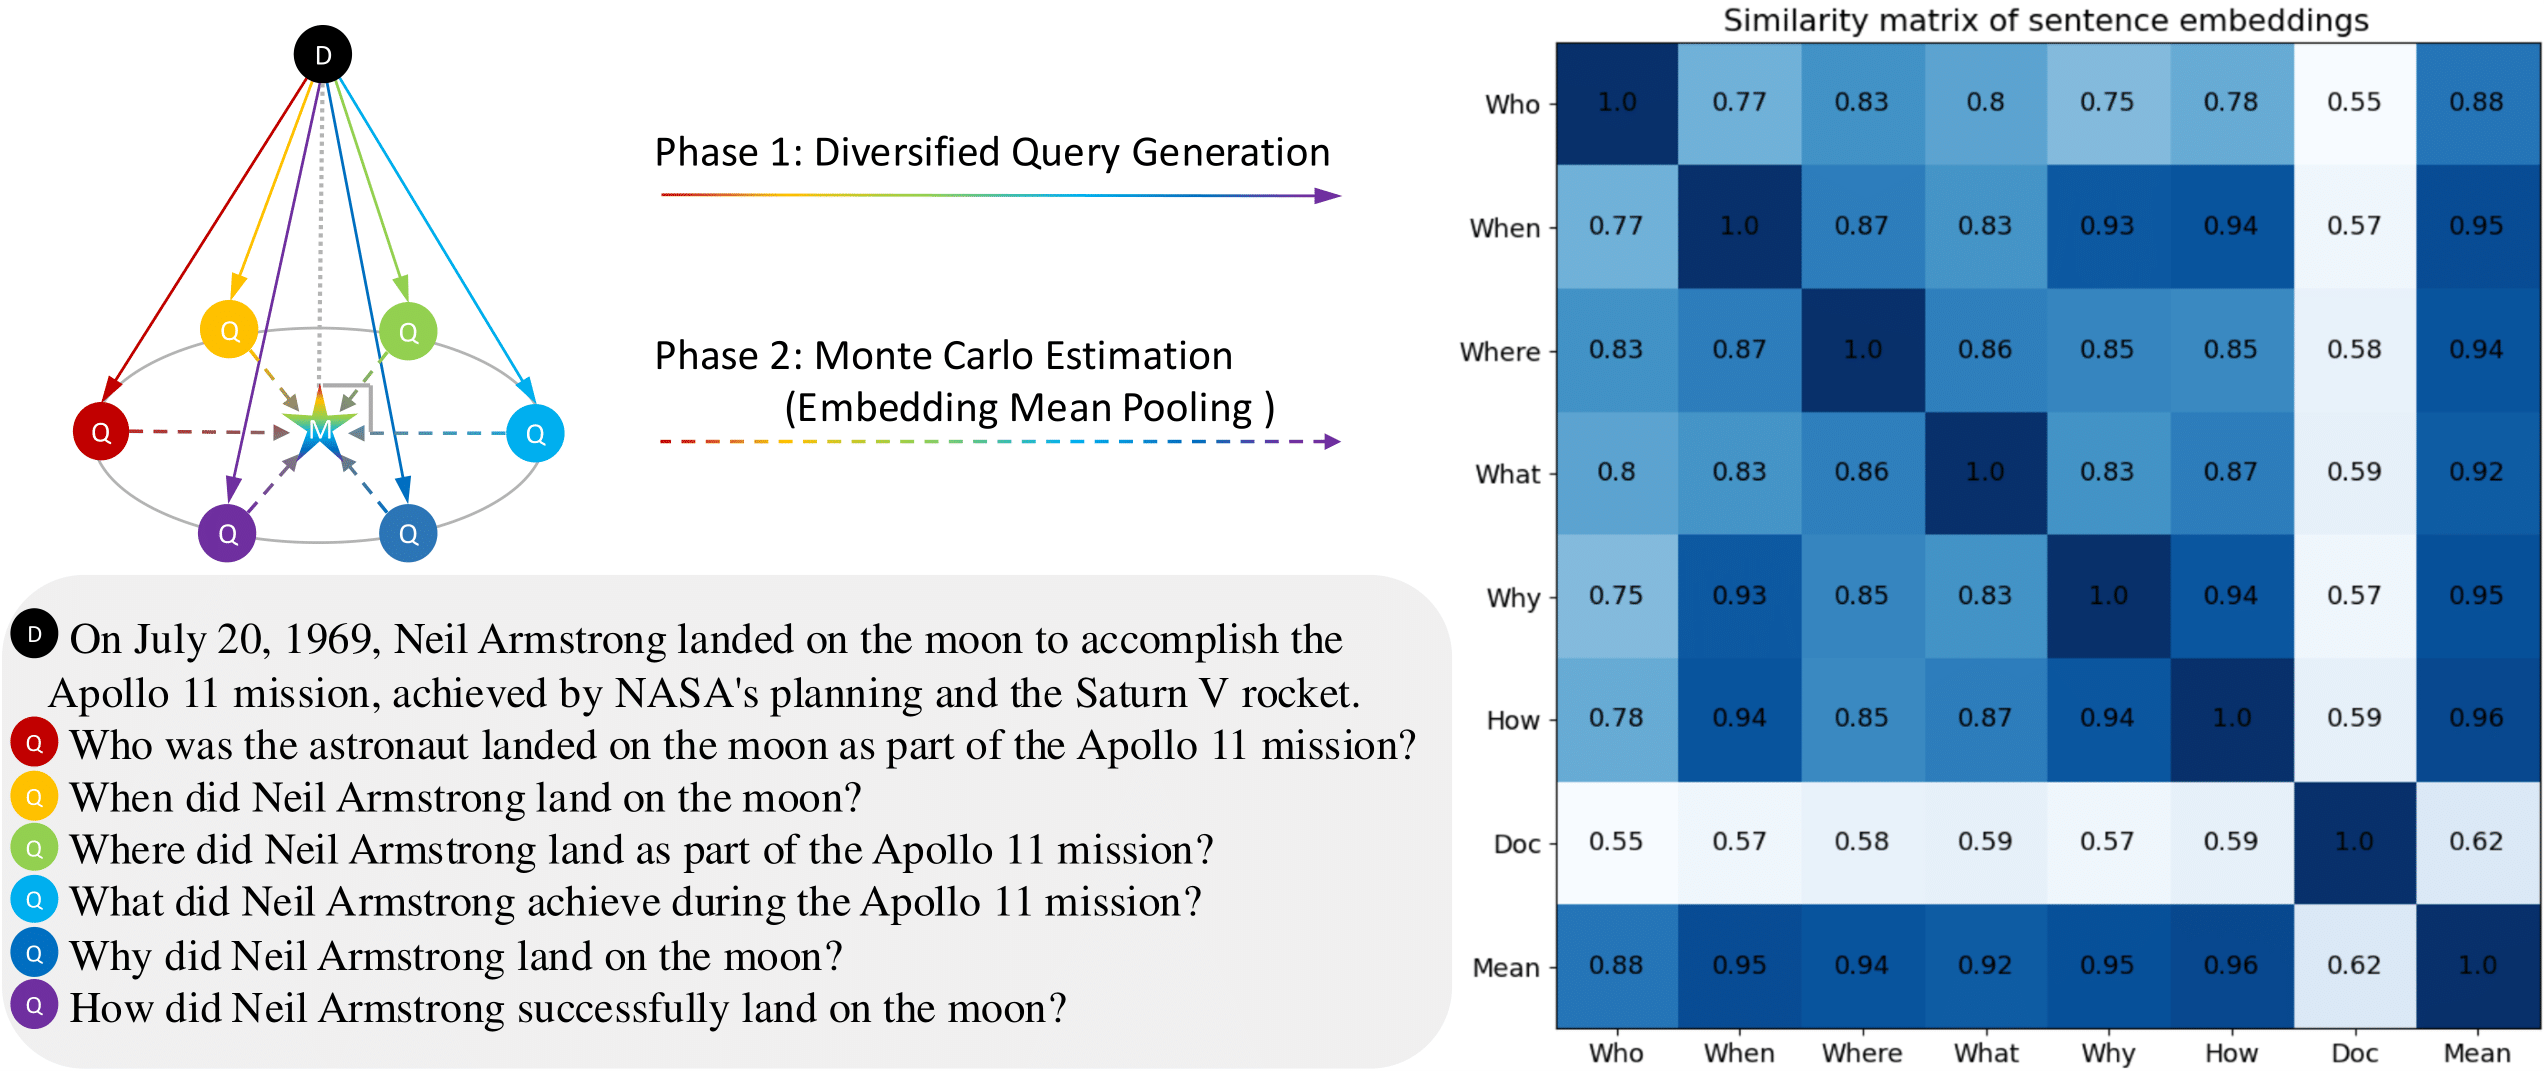 D
Q
Q
Q
M
Q
Q
Q
Phase 1: Diversified Query Generation
Phase 2: Monte Carlo Estimation
(Embedding Mean Pooling )
D On July 20, 1969, Neil Armstrong landed on the moon to accomplish the
Apollo 11 mission, achieved by NASA's planning and the Saturn V rocket.
Q Who was the astronaut landed on the moon as part of the Apollo 11 mission?
Q When did Neil Armstrong land on the moon?
Q Where did Neil Armstrong land as part of the Apollo 11 mission?
Q What did Neil Armstrong achieve during the Apollo 11 mission?
Q Why did Neil Armstrong land on the moon?
Q How did Neil Armstrong successfully land on the moon?
Similarity matrix of sentence embeddings
Who 1.0 0.77 0.83 0.8 0.75 0.78 0.55 0.88
When 0.77 1.0 0.87 0.83 0.93 0.94 0.57 0.95
Where 0.83 0.87 1.0 0.86 0.85 0.85 0.58 0.94
What 0.8 0.83 0.86 1.0 0.83 0.87 0.59 0.92
Why 0.75 0.93 0.85 0.83 1.0 0.94 0.57 0.95
How 0.78 0.94 0.85 0.87 0.94 1.0 0.59 0.96
Doc 0.55 0.57 0.58 0.59 0.57 0.59 1.0 0.62
Mean 0.88 0.95 0.94 0.92 0.95 0.96 0.62 1.0
Who When Where What Why How Doc Mean